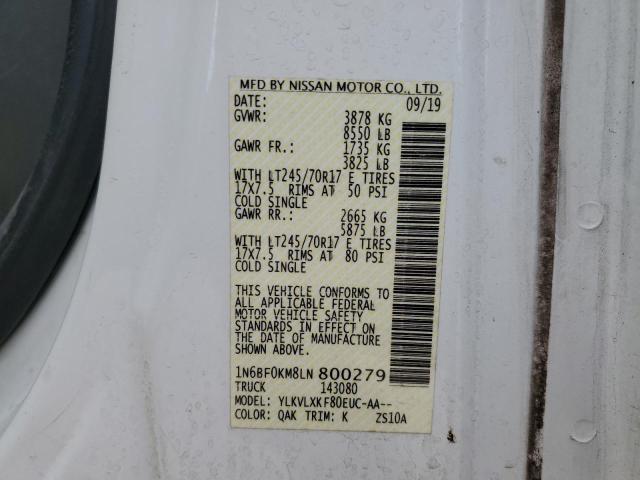 MFD BY NISSAN MOTOR CO., LTD.
DATE: 09/19
GVWR: 3878 KG
8550 LB
GAWR FR.: 1735 KG
3825 LB
WITH LT245/70R17 E TIRES
17X7.5 RIMS AT 50 PSI
COLD SINGLE
GAWR RR.: 2665 KG
5875 LB
WITH LT245/70R17 E TIRES
17X7.5 RIMS AT 80 PSI
COLD SINGLE
THIS VEHICLE CONFORMS TO
ALL APPLICABLE FEDERAL
MOTOR VEHICLE SAFETY
STANDARDS IN EFFECT ON
THE DATE OF MANUFACTURE
SHOWN ABOVE.
1N6BF0KM8LN 800279
TRUCK 143080
MODEL: YLKVLXKF80EUC-AA--
COLOR: QAK TRIM: K ZS10A